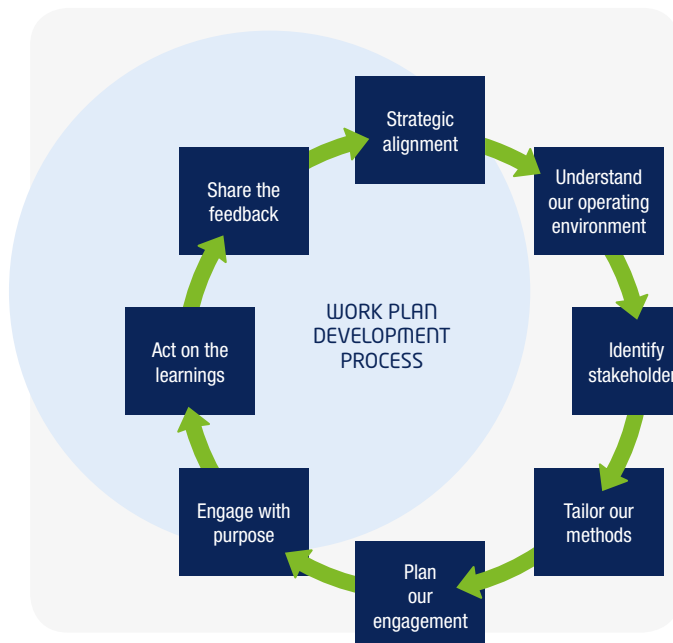 Strategic
alignment
Understand
our operating
environment
Identify
stakeholder
Tailor our
methods
Plan
our
engagement
Engage with
purpose
Act on the
learnings
Share the
feedback
WORK PLAN
DEVELOPMENT
PROCESS